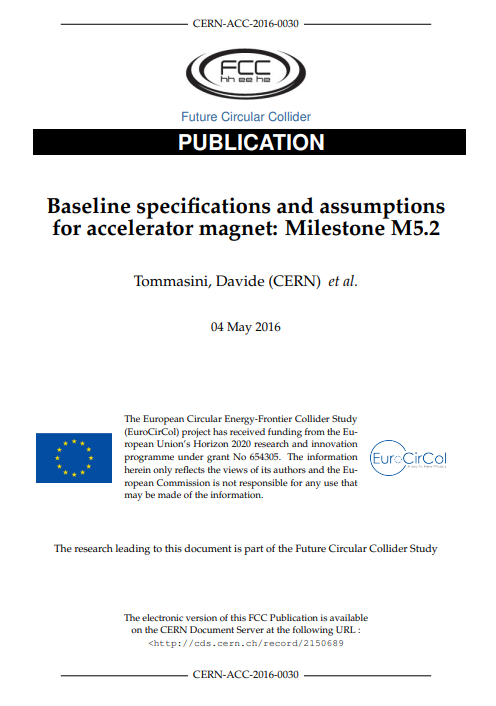 CERN-ACC-2016-0030
FCC
hh ee he
Future Circular Collider
PUBLICATION
Baseline specifications and assumptions
for accelerator magnet: Milestone M5.2
Tommasini, Davide (CERN) et al.
04 May 2016
The European Circular Energy-Frontier Collider Study
(EuroCirCol) project has received funding from the Eu-
ropean Union's Horizon 2020 research and innovation
programme under grant No 654305. The information
herein only reflects the views of its authors and the Eu-
ropean Commission is not responsible for any use that
may be made of the information.
EuroCirCol
The research leading to this document is part of the Future Circular Collider Study
The electronic version of this FCC Publication is available
on the CERN Document Server at the following URL :
<http://cds.cern.ch/record/2150689
CERN-ACC-2016-0030